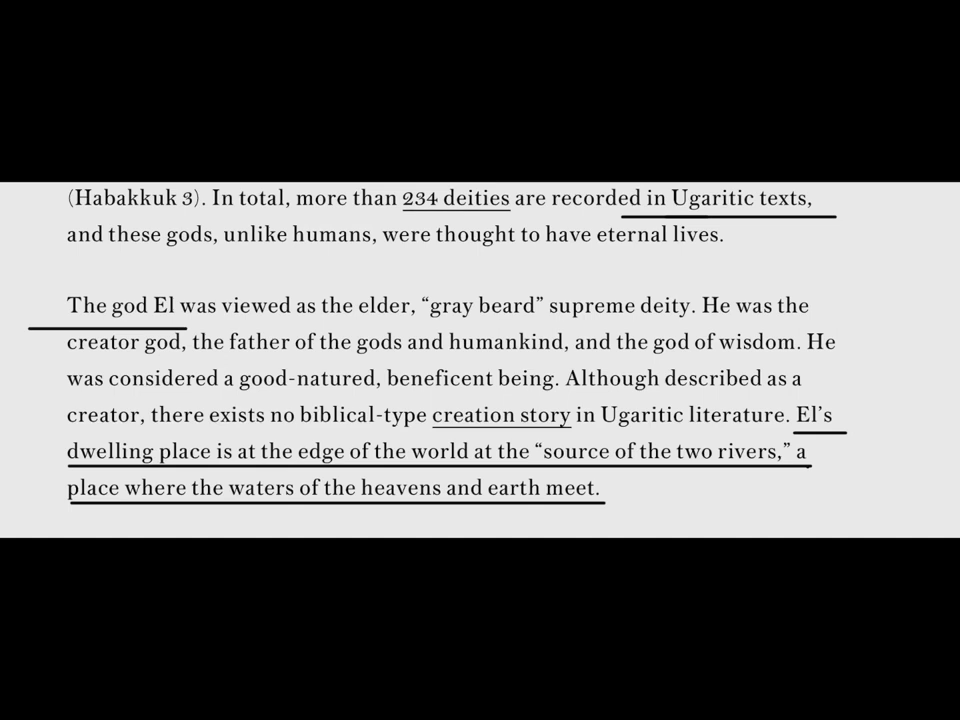 (Habakkuk 3). In total, more than 234 deities are recorded in Ugaritic texts,
and these gods, unlike humans, were thought to have eternal lives.
The god El was viewed as the elder, “gray beard” supreme deity. He was the
creator god, the father of the gods and humankind, and the god of wisdom. He
was considered a good-natured, beneficent being. Although described as a
creator, there exists no biblical-type creation story in Ugaritic literature. El’s
dwelling place is at the edge of the world at the “source of the two rivers,” a
place where the waters of the heavens and earth meet.